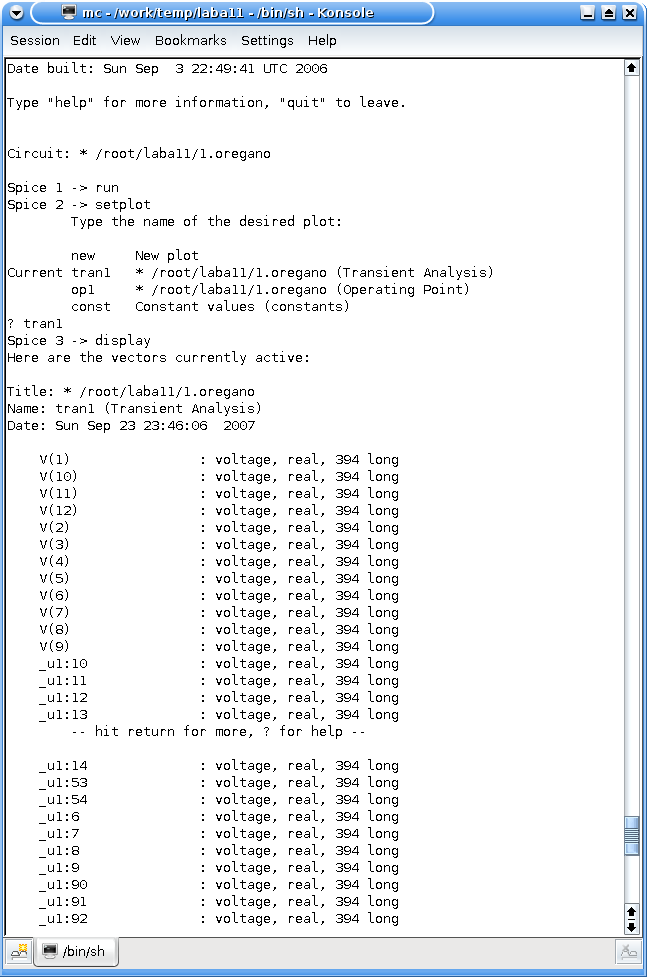 mc - /work/temp/laba11 - /bin/sh - Konsole
Session Edit View Bookmarks Settings Help
Date built: Sun Sep  3 22:49:41 UTC 2006
Type "help" for more information, "quit" to leave.
Circuit: * /root/laba11/1.oregano
Spice 1 -> run
Spice 2 -> setplot
Type the name of the desired plot:
new     New plot
Current tran1   * /root/laba11/1.oregano (Transient Analysis)
op1     * /root/laba11/1.oregano (Operating Point)
const   Constant values (constants)
? tran1
Spice 3 -> display
Here are the vectors currently active:
Title: * /root/laba11/1.oregano
Name: tran1 (Transient Analysis)
Date: Sun Sep 23 23:46:06  2007
V(1)                : voltage, real, 394 long
V(10)               : voltage, real, 394 long
V(11)               : voltage, real, 394 long
V(12)               : voltage, real, 394 long
V(2)                : voltage, real, 394 long
V(3)                : voltage, real, 394 long
V(4)                : voltage, real, 394 long
V(5)                : voltage, real, 394 long
V(6)                : voltage, real, 394 long
V(7)                : voltage, real, 394 long
V(8)                : voltage, real, 394 long
V(9)                : voltage, real, 394 long
_u1:10              : voltage, real, 394 long
_u1:11              : voltage, real, 394 long
_u1:12              : voltage, real, 394 long
_u1:13              : voltage, real, 394 long
-- hit return for more, ? for help --
_u1:14              : voltage, real, 394 long
_u1:53              : voltage, real, 394 long
_u1:54              : voltage, real, 394 long
_u1:6               : voltage, real, 394 long
_u1:7               : voltage, real, 394 long
_u1:8               : voltage, real, 394 long
_u1:9               : voltage, real, 394 long
_u1:90              : voltage, real, 394 long
_u1:91              : voltage, real, 394 long
_u1:92              : voltage, real, 394 long
/bin/sh